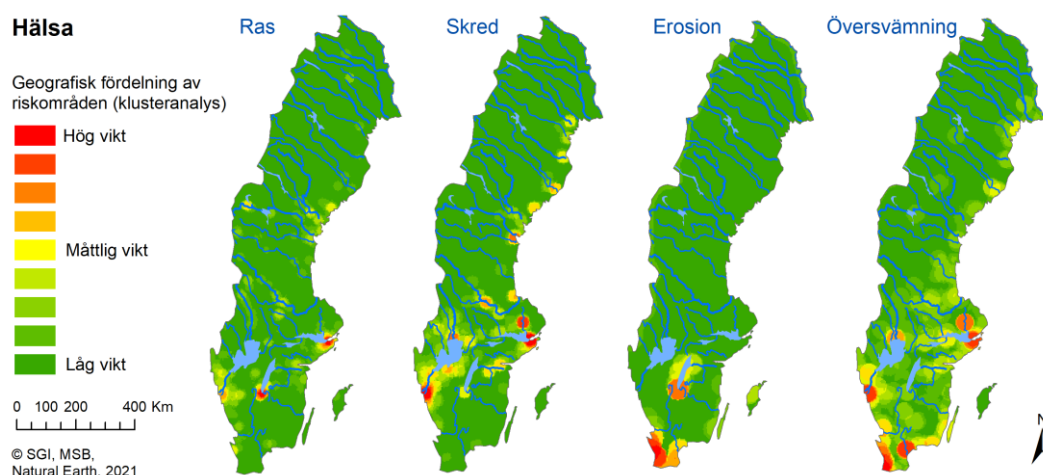 Hälsa
Ras
Skred
Erosion
Översvämning
Geografisk fördelning av
riskområden (klusteranalys)
Hög vikt
Måttlig vikt
Låg vikt
0 100 200 400 Km
© SGI, MSB,
Natural Earth, 2021
N